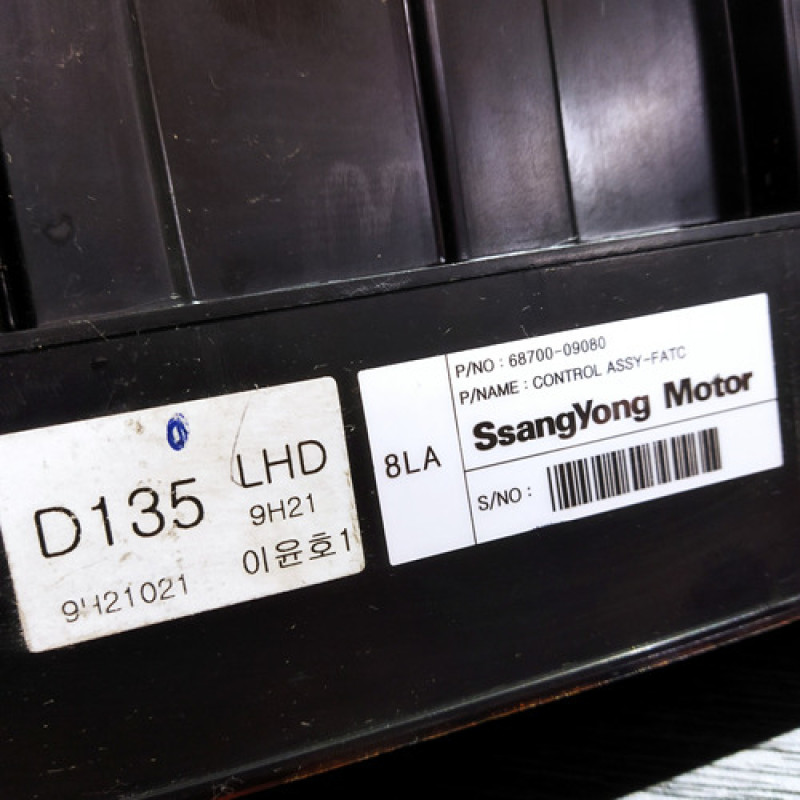 D135
LHD
9H21
9H21021
이윤호1
8LA
P/NO : 68700-09080
P/NAME : CONTROL ASSY-FATC
SsangYong Motor
S/NO :